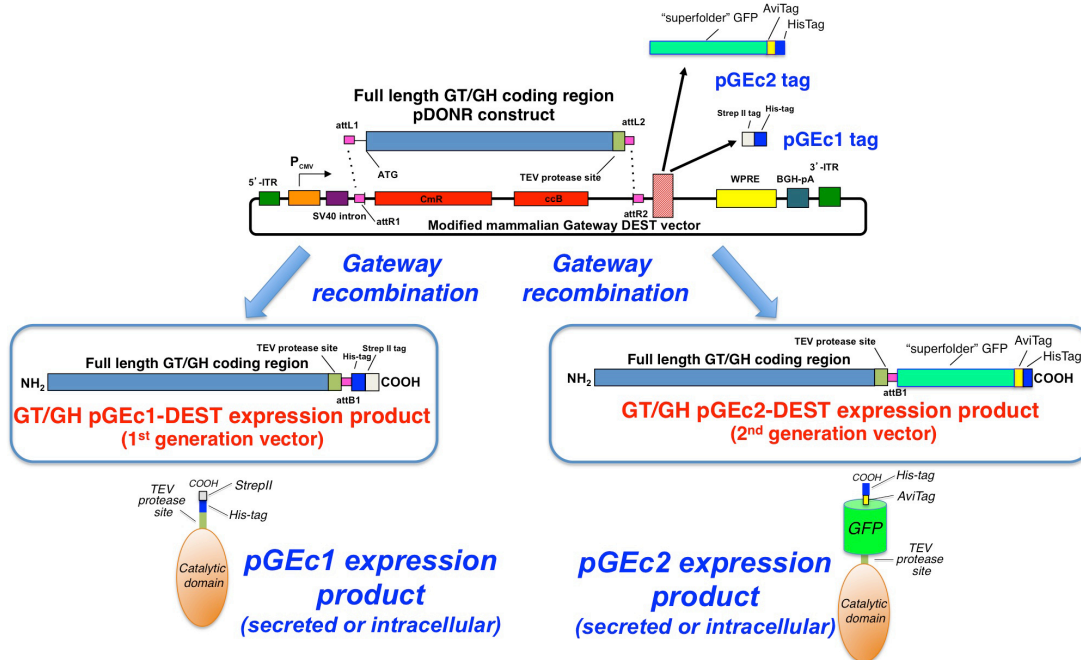 "superfolder" GFP
AviTag
HisTag
pGEc2 tag
Full length GT/GH coding region
pDONR construct
attL1
attL2
Strep II tag
His-tag
pGEc1 tag
ATG
TEV protease site
PCMV
5'-ITR
SV40 intron
attR1
CmR
ccB
attR2
WPRE
BGH-pA
3'-ITR
Modified mammalian Gateway DEST vector
Gateway
recombination
Gateway
recombination
TEV protease site
Strep II tag
His-tag
Full length GT/GH coding region
NH2
COOH
attB1
GT/GH pGEc1-DEST expression product
(1st generation vector)
AviTag
TEV protease site
"superfolder" GFP
HisTag
Full length GT/GH coding region
NH2
COOH
attB1
GT/GH pGEc2-DEST expression product
(2nd generation vector)
COOH
StrepII
TEV
protease
site
His-tag
Catalytic
domain
pGEc1 expression
product
(secreted or intracellular)
COOH
His-tag
AviTag
GFP
TEV
protease
site
Catalytic
domain
pGEc2 expression
product
(secreted or intracellular)